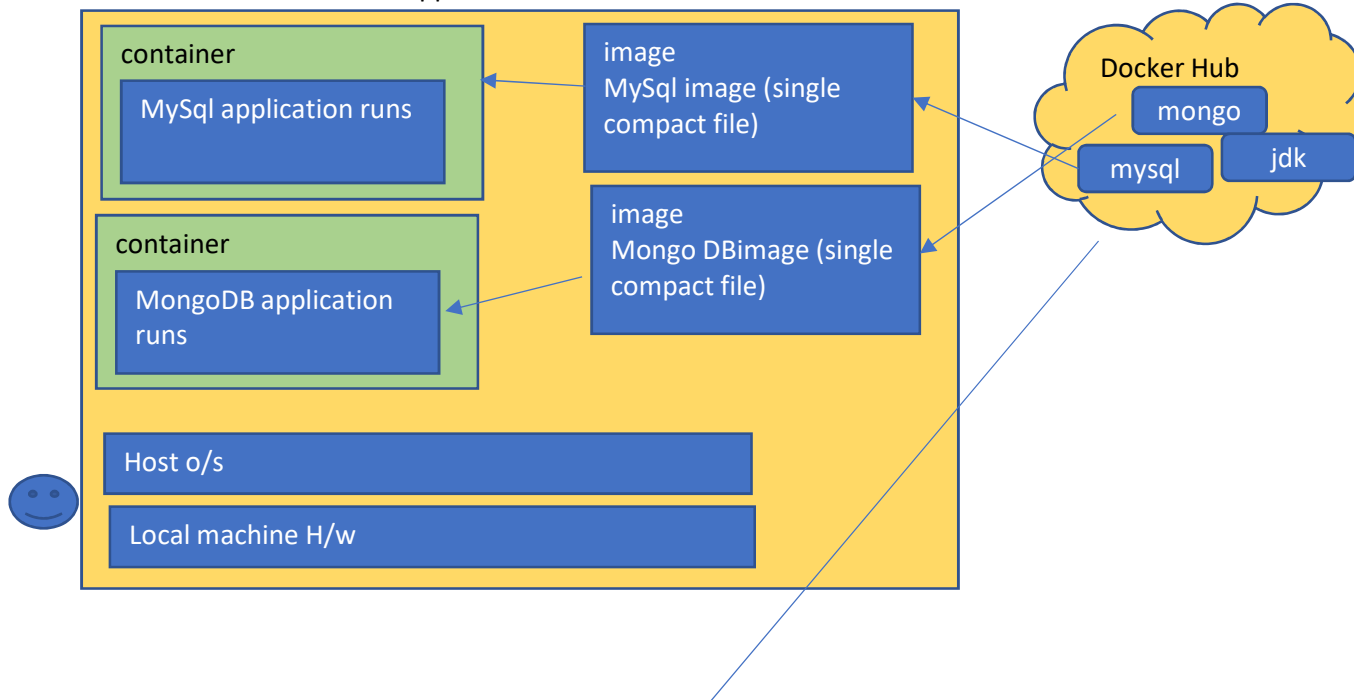 container
MySql application runs
image
MySql image (single
compact file)
Docker Hub
mongo
mysql
jdk
container
MongoDB application
runs
image
Mongo DBimage (single
compact file)
Host o/s
Local machine H/w